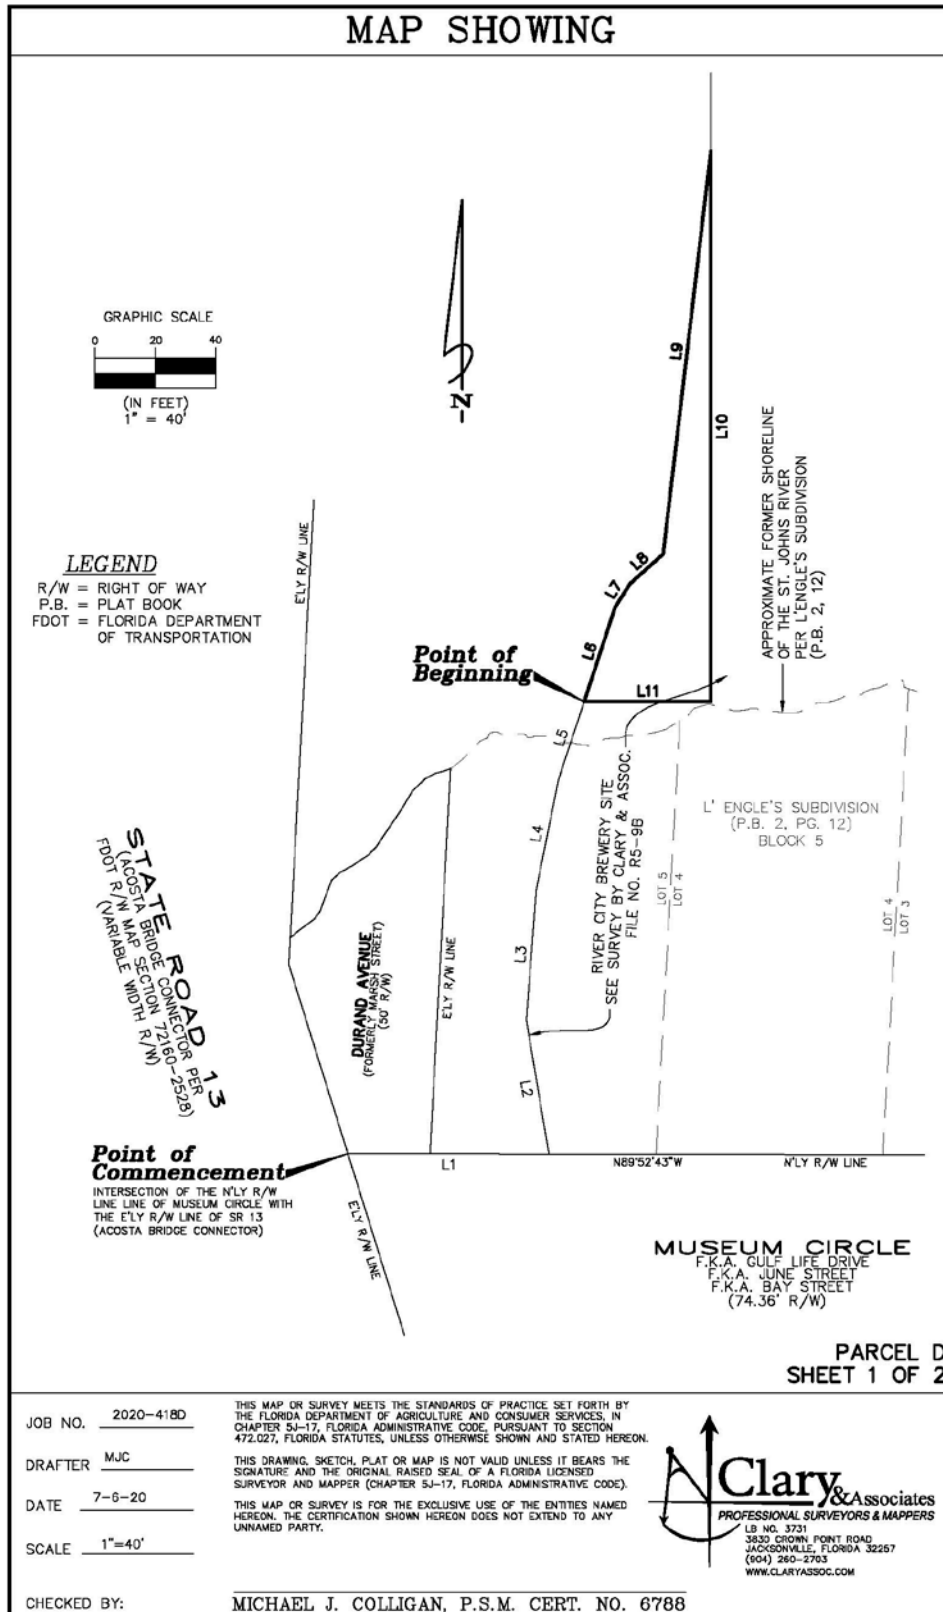 MAP SHOWING
GRAPHIC SCALE
0 20 40
(IN FEET)
1" = 40'
N
LEGEND
R/W = RIGHT OF WAY
P.B. = PLAT BOOK
FDOT = FLORIDA DEPARTMENT
OF TRANSPORTATION
E'LY R/W LINE
L9
L10
L8
L7
L6
L11
APPROXIMATE FORMER SHORELINE
OF THE ST. JOHNS RIVER
PER L'ENGLE'S SUBDIVISION
(P.B. 2, 12)
Point of
Beginning
L5
L4
L3
L2
RIVER CITY BREWERY SITE
SEE SURVEY BY CLARY & ASSOC.
FILE NO. R5-9B
L' ENGLE'S SUBDIVISION
(P.B. 2, PG. 12)
BLOCK 5
LOT 5
LOT 4
LOT 4
LOT 3
STATE ROAD 13
(ACOSTA BRIDGE CONNECTOR PER
FDOT R/W MAP SECTION 72160-2528)
(VARIABLE WIDTH R/W)
DURAND AVENUE
(FORMERLY MARSH STREET)
(50' R/W)
E'LY R/W LINE
Point of
Commencement
INTERSECTION OF THE N'LY R/W
LINE LINE OF MUSEUM CIRCLE WITH
THE E'LY R/W LINE OF SR 13
(ACOSTA BRIDGE CONNECTOR)
L1
N89°52'43"W
N'LY R/W LINE
E'LY R/W LINE
MUSEUM CIRCLE
F.K.A. GULF LIFE DRIVE
F.K.A. JUNE STREET
F.K.A. BAY STREET
(74.36' R/W)
PARCEL D
SHEET 1 OF 2
JOB NO. 2020-418D
DRAFTER MJC
DATE 7-6-20
SCALE 1"=40'
CHECKED BY:
THIS MAP OR SURVEY MEETS THE STANDARDS OF PRACTICE SET FORTH BY
THE FLORIDA DEPARTMENT OF AGRICULTURE AND CONSUMER SERVICES, IN
CHAPTER 5J-17, FLORIDA ADMINISTRATIVE CODE, PURSUANT TO SECTION
472.027, FLORIDA STATUTES, UNLESS OTHERWISE SHOWN AND STATED HEREON.
THIS DRAWING, SKETCH, PLAT OR MAP IS NOT VALID UNLESS IT BEARS THE
SIGNATURE AND THE ORIGINAL RAISED SEAL OF A FLORIDA LICENSED
SURVEYOR AND MAPPER (CHAPTER 5J-17, FLORIDA ADMINISTRATIVE CODE).
THIS MAP OR SURVEY IS FOR THE EXCLUSIVE USE OF THE ENTITIES NAMED
HEREON. THE CERTIFICATION SHOWN HEREON DOES NOT EXTEND TO ANY
UNNAMED PARTY.
MICHAEL J. COLLIGAN, P.S.M. CERT. NO. 6788
Clary & Associates
PROFESSIONAL SURVEYORS & MAPPERS
LB NO. 3731
3830 CROWN POINT ROAD
JACKSONVILLE, FLORIDA 32257
(904) 260-2703
WWW.CLARYASSOC.COM